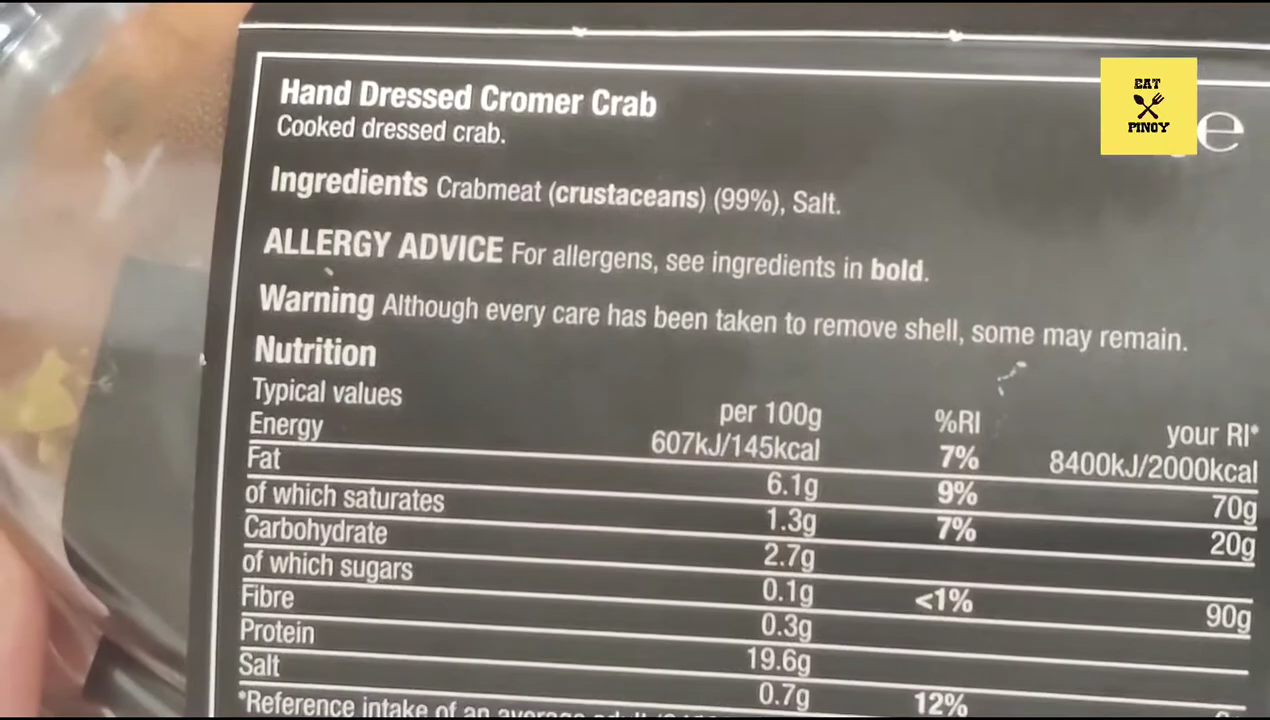 EAT
PINOY
e
Hand Dressed Cromer Crab
Cooked dressed crab.
Ingredients Crabmeat (crustaceans) (99%), Salt.
ALLERGY ADVICE For allergens, see ingredients in bold.
Warning Although every care has been taken to remove shell, some may remain.
Nutrition
Typical values per 100g %RI your RI*
Energy 607kJ/145kcal 7% 8400kJ/2000kcal
Fat 6.1g 9% 70g
of which saturates 1.3g 7% 20g
Carbohydrate 2.7g
of which sugars 0.1g <1% 90g
Fibre 0.3g
Protein 19.6g
Salt 0.7g 12%
*Reference intake of an average adult